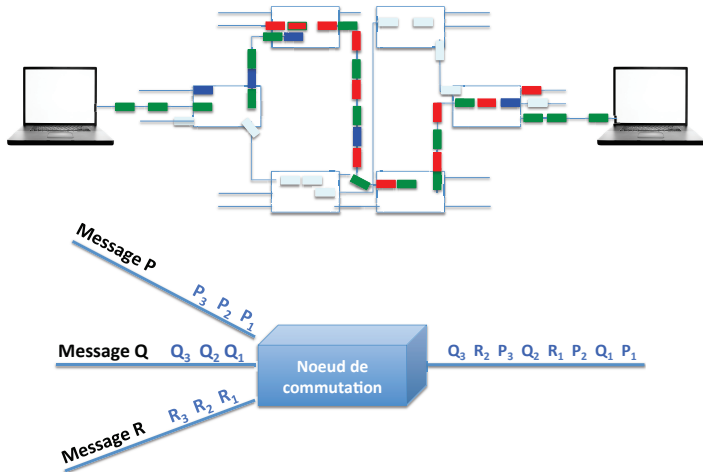 Message P
P₃ P₂ P₁
Message Q Q₃ Q₂ Q₁
Noeud de
commutation
Q₃ R₂ P₃ Q₂ R₁ P₂ Q₁ P₁
Message R R₃ R₂ R₁